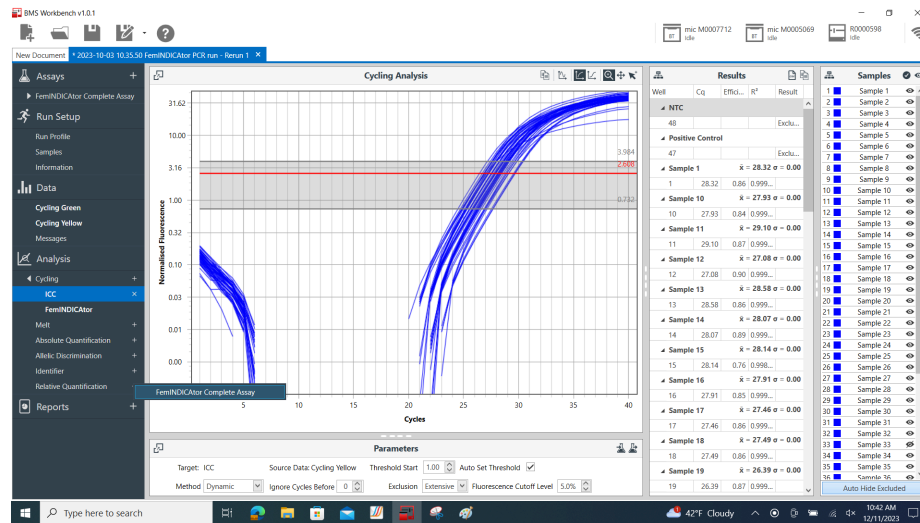 BMS Workbench v1.0.1
mic M0007712
Idle
mic M0005069
Idle
R0000598
Idle
New Document
* 2023-10-03 10.35.50 FemINDICAtor PCR run - Rerun 1 ×
Assays +
FemINDICAtor Complete Assay
Run Setup
Run Profile
Samples
Information
Data
Cycling Green
Cycling Yellow
Messages
Analysis
Cycling +
ICC ×
FemINDICAtor
Melt +
Absolute Quantification +
Allelic Discrimination +
Identifier +
Relative Quantification
FemINDICAtor Complete Assay
Reports +
Cycling Analysis
Normalised Fluorescence
31.62
10.00
3.16
1.00
0.32
0.10
0.03
0.01
0.00
3.984
2.608
0.732
5 10 15 20 25 30 35 40
Cycles
Parameters
Target: ICC Source Data: Cycling Yellow Threshold Start 1.00 Auto Set Threshold
Method Dynamic Ignore Cycles Before 0 Exclusion Extensive Fluorescence Cutoff Level 5.0%
Results
Well Cq Effici... R² Result
NTC
48 Exclu...
Positive Control
47 Exclu...
Sample 1 x̄ = 28.32 σ = 0.00
1 28.32 0.86 0.999...
Sample 10 x̄ = 27.93 σ = 0.00
10 27.93 0.84 0.999...
Sample 11 x̄ = 29.10 σ = 0.00
11 29.10 0.87 0.999...
Sample 12 x̄ = 27.08 σ = 0.00
12 27.08 0.90 0.999...
Sample 13 x̄ = 28.58 σ = 0.00
13 28.58 0.86 0.999...
Sample 14 x̄ = 28.07 σ = 0.00
14 28.07 0.89 0.999...
Sample 15 x̄ = 28.14 σ = 0.00
15 28.14 0.76 0.998...
Sample 16 x̄ = 27.91 σ = 0.00
16 27.91 0.85 0.999...
Sample 17 x̄ = 27.46 σ = 0.00
17 27.46 0.86 0.999...
Sample 18 x̄ = 27.49 σ = 0.00
18 27.49 0.86 0.999...
Sample 19 x̄ = 26.39 σ = 0.00
19 26.39 0.87 0.999...
Samples
1 Sample 1
2 Sample 2
3 Sample 3
4 Sample 4
5 Sample 5
6 Sample 6
7 Sample 7
8 Sample 8
9 Sample 9
10 Sample 10
11 Sample 11
12 Sample 12
13 Sample 13
14 Sample 14
15 Sample 15
16 Sample 16
17 Sample 17
18 Sample 18
19 Sample 19
20 Sample 20
21 Sample 21
22 Sample 22
23 Sample 23
24 Sample 24
25 Sample 25
26 Sample 26
27 Sample 27
28 Sample 28
29 Sample 29
30 Sample 30
31 Sample 31
32 Sample 32
33 Sample 33
34 Sample 34
35 Sample 35
36 Sample 36
Auto Hide Excluded
Type here to search
42°F Cloudy
10:42 AM
12/11/2023